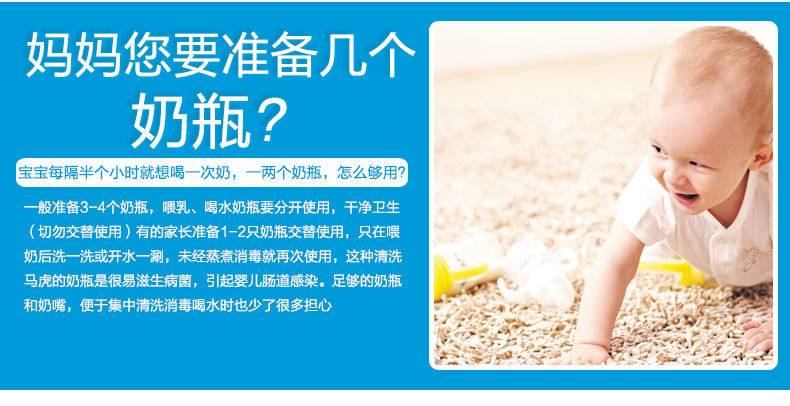 妈妈您要准备几个
奶瓶？
宝宝每隔半个小时就想喝一次奶，一两个奶瓶，怎么够用？
一般准备3-4个奶瓶，喂乳、喝水奶瓶要分开使用，干净卫生
（切勿交替使用）有的家长准备1-2只奶瓶交替使用，只在喂
奶后洗一洗或开水一涮，未经蒸煮消毒就再次使用，这种清洗
马虎的奶瓶是很易滋生病菌，引起婴儿肠道感染。足够的奶瓶
和奶嘴，便于集中清洗消毒喝水时也少了很多担心